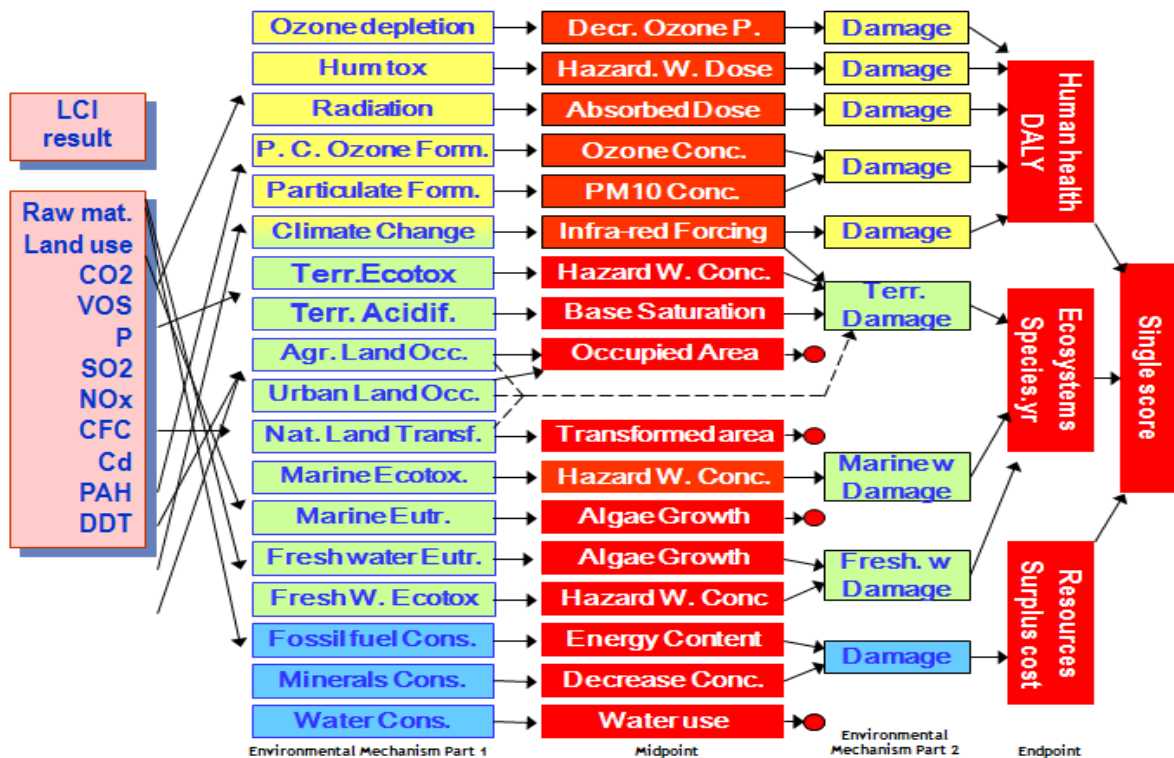 LCI
result
Raw mat.
Land use
CO2
VOS
P
SO2
NOx
CFC
Cd
PAH
DDT
Ozone depletion
Hum tox
Radiation
P. C. Ozone Form.
Particulate Form.
Climate Change
Terr. Ecotox
Terr. Acidif.
Agr. Land Occ.
Urban Land Occ.
Nat. Land Transf.
Marine Ecotox.
Marine Eutr.
Fresh water Eutr.
Fresh W. Ecotox
Fossil fuel Cons.
Minerals Cons.
Water Cons.
Environmental Mechanism Part 1
Decr. Ozone P.
Hazard. W. Dose
Absorbed Dose
Ozone Conc.
PM10 Conc.
Infra-red Forcing
Hazard W. Conc.
Base Saturation
Occupied Area
Transformed area
Hazard W. Conc.
Algae Growth
Algae Growth
Hazard W. Conc
Energy Content
Decrease Conc.
Water use
Midpoint
Damage
Damage
Damage
Damage
Damage
Terr.
Damage
Marine w
Damage
Fresh. w
Damage
Damage
Environmental
Mechanism Part 2
Human health
DALY
Ecosystems
Species.yr
Resources
Surplus cost
Endpoint
Single score